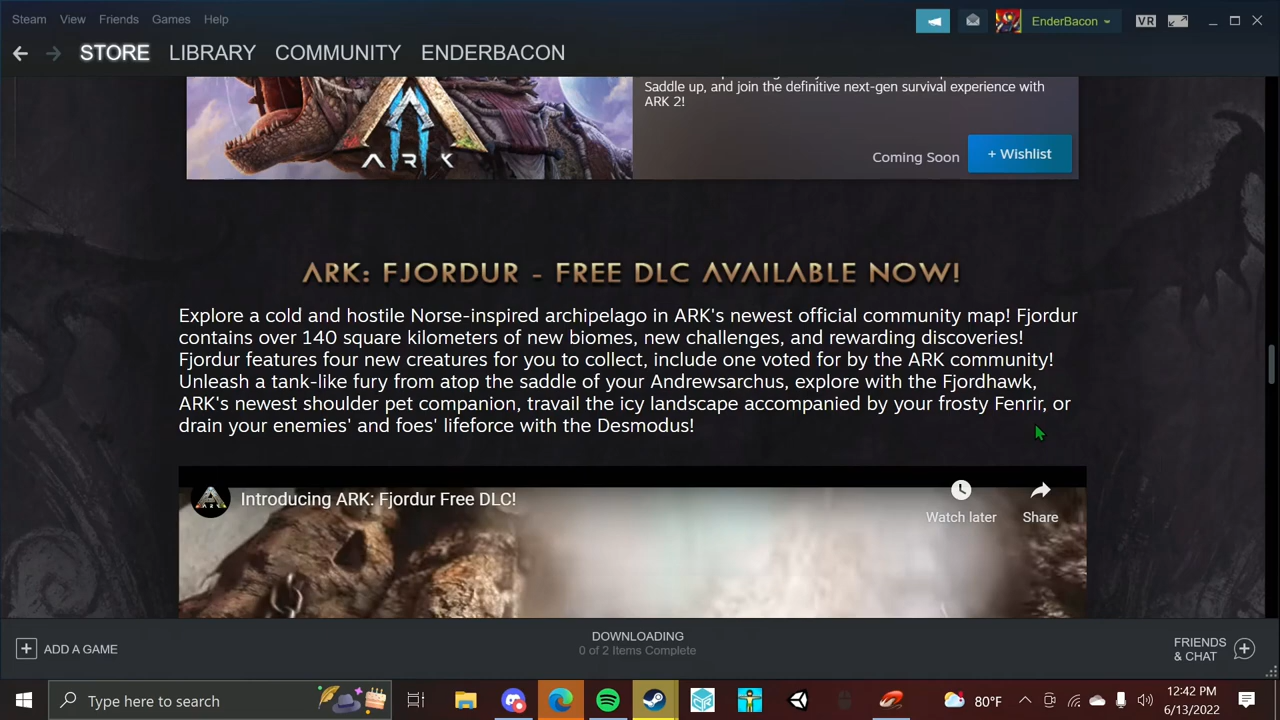 Steam View Friends Games Help
EnderBacon
VR
STORE LIBRARY COMMUNITY ENDERBACON
Saddle up, and join the definitive next-gen survival experience with
ARK 2!
ARK
Coming Soon
+ Wishlist
ARK: FJORDUR - FREE DLC AVAILABLE NOW!
Explore a cold and hostile Norse-inspired archipelago in ARK's newest official community map! Fjordur
contains over 140 square kilometers of new biomes, new challenges, and rewarding discoveries!
Fjordur features four new creatures for you to collect, include one voted for by the ARK community!
Unleash a tank-like fury from atop the saddle of your Andrewsarchus, explore with the Fjordhawk,
ARK's newest shoulder pet companion, travail the icy landscape accompanied by your frosty Fenrir, or
drain your enemies' and foes' lifeforce with the Desmodus!
Introducing ARK: Fjordur Free DLC!
Watch later
Share
ADD A GAME
DOWNLOADING
0 of 2 Items Complete
FRIENDS
& CHAT
Type here to search
80°F
12:42 PM
6/13/2022